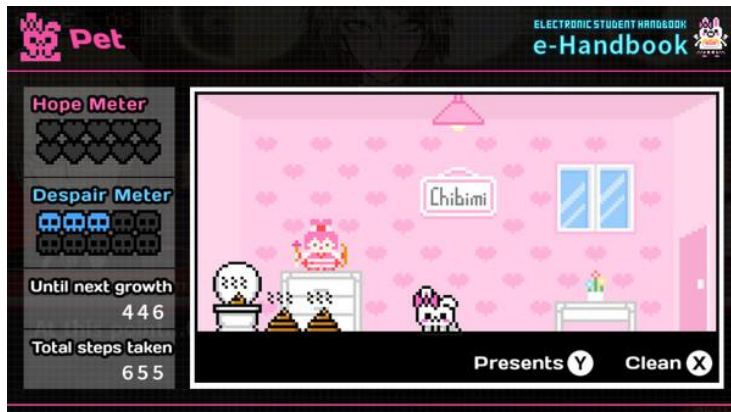 Pet
ELECTRONIC STUDENT HANDBOOK
e-Handbook
Hope Meter
Despair Meter
Until next growth
446
Total steps taken
655
Chibimi
Presents Y Clean X